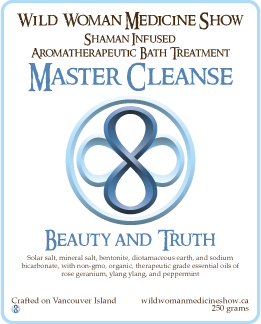 Wild Woman Medicine Show
Shaman Infused
Aromatherapeutic Bath Treatment
Master Cleanse
Beauty and Truth
Solar salt, mineral salt, bentonite, diotamaceous earth, and sodium
bicarbonate, with non-gmo, organic, therapeutic grade essential oils of
rose geranium, ylang ylang, and peppermint
Crafted on Vancouver Island wildwomanmedicineshow.ca
250 grams